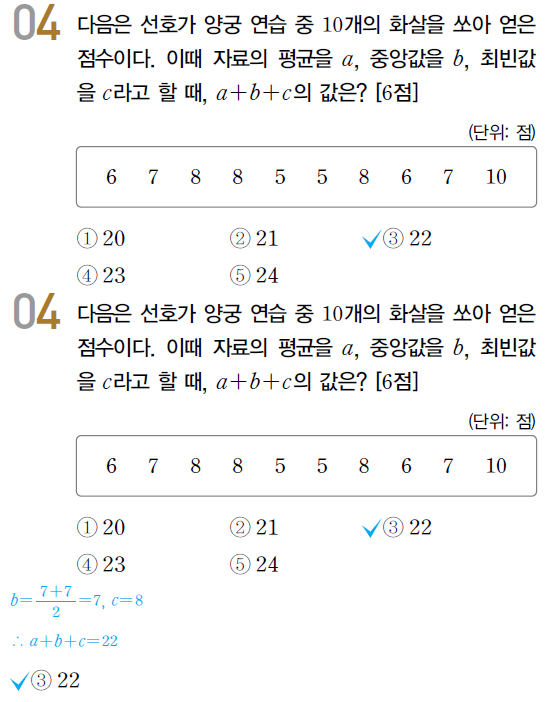 04 다음은 선호가 양궁 연습 중 10개의 화살을 쏘아 얻은
점수이다. 이때 자료의 평균을 a, 중앙값을 b, 최빈값
을 c라고 할 때, a+b+c의 값은? [6점]
(단위: 점)
6 7 8 8 5 5 8 6 7 10
① 20 ② 21 ✓③ 22
④ 23 ⑤ 24
04 다음은 선호가 양궁 연습 중 10개의 화살을 쏘아 얻은
점수이다. 이때 자료의 평균을 a, 중앙값을 b, 최빈값
을 c라고 할 때, a+b+c의 값은? [6점]
(단위: 점)
6 7 8 8 5 5 8 6 7 10
① 20 ② 21 ✓③ 22
④ 23 ⑤ 24
b=\frac{7+7}{2}=7, c=8
∴ a+b+c=22
✓③ 22